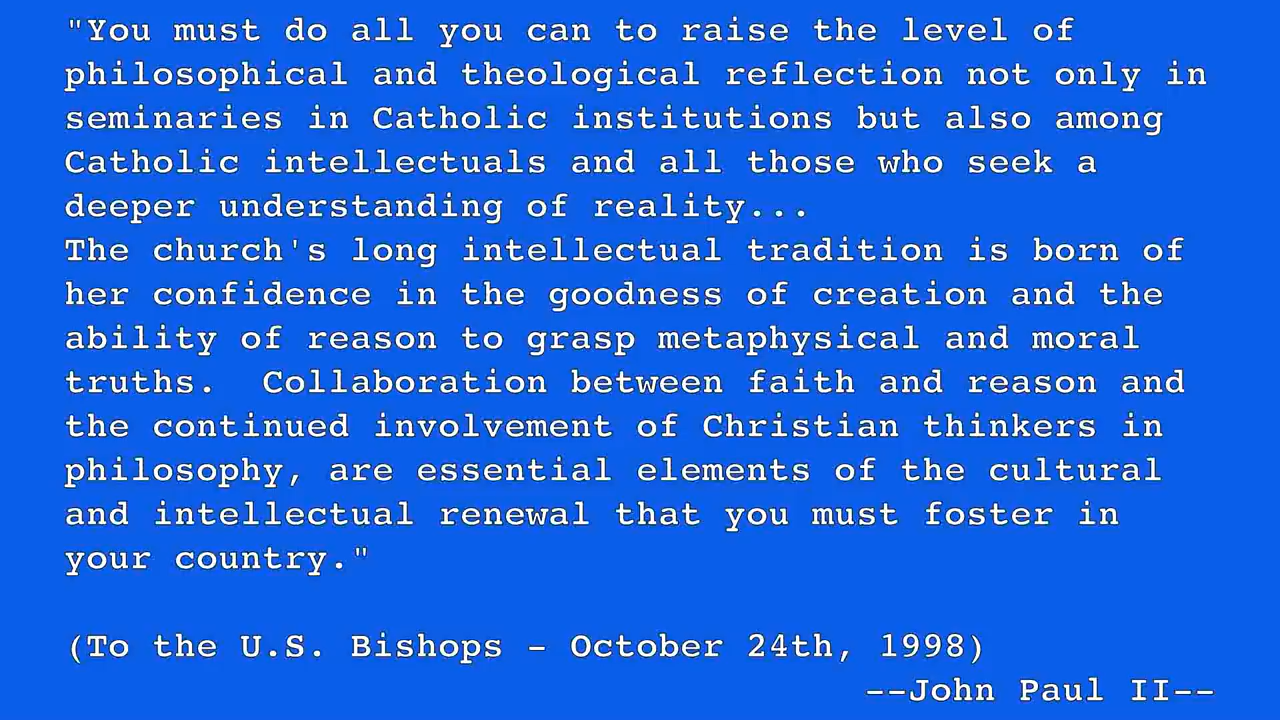 "You must do all you can to raise the level of
philosophical and theological reflection not only in
seminaries in Catholic institutions but also among
Catholic intellectuals and all those who seek a
deeper understanding of reality...
The church's long intellectual tradition is born of
her confidence in the goodness of creation and the
ability of reason to grasp metaphysical and moral
truths.  Collaboration between faith and reason and
the continued involvement of Christian thinkers in
philosophy, are essential elements of the cultural
and intellectual renewal that you must foster in
your country."
(To the U.S. Bishops – October 24th, 1998)
--John Paul II--